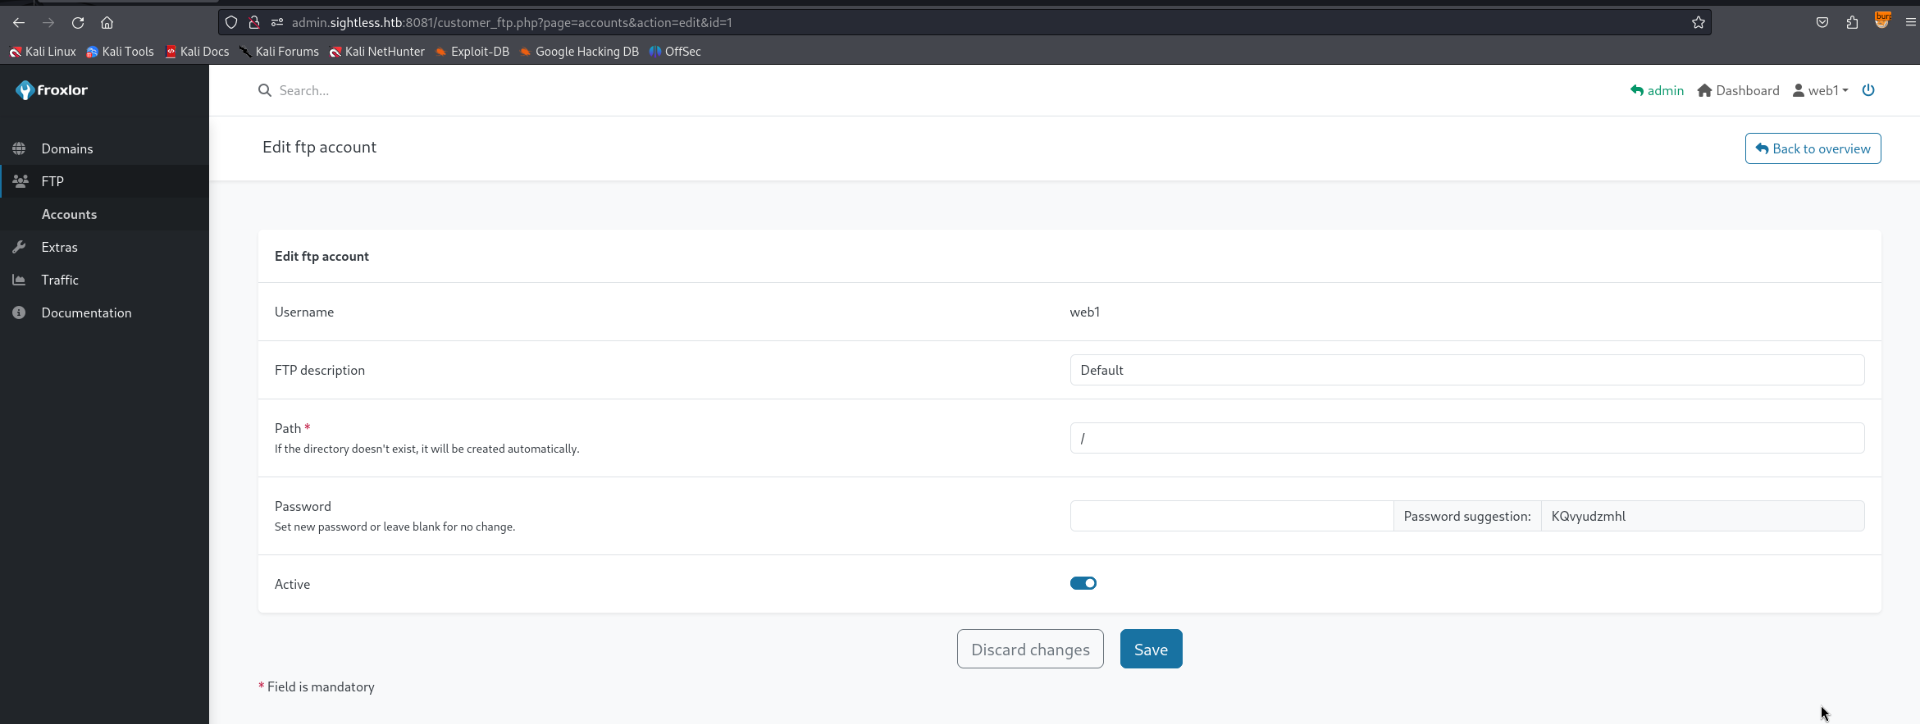 admin.sightless.htb:8081/customer_ftp.php?page=accounts&action=edit&id=1
Kali Linux Kali Tools Kali Docs Kali Forums Kali NetHunter Exploit-DB Google Hacking DB OffSec
froxlor
Search...
admin Dashboard web1
Edit ftp account
Back to overview
Domains
FTP
Accounts
Extras
Traffic
Documentation
Edit ftp account
Username web1
FTP description Default
Path * /
If the directory doesn't exist, it will be created automatically.
Password
Set new password or leave blank for no change.
Password suggestion: KQvyudzmhl
Active
Discard changes Save
* Field is mandatory